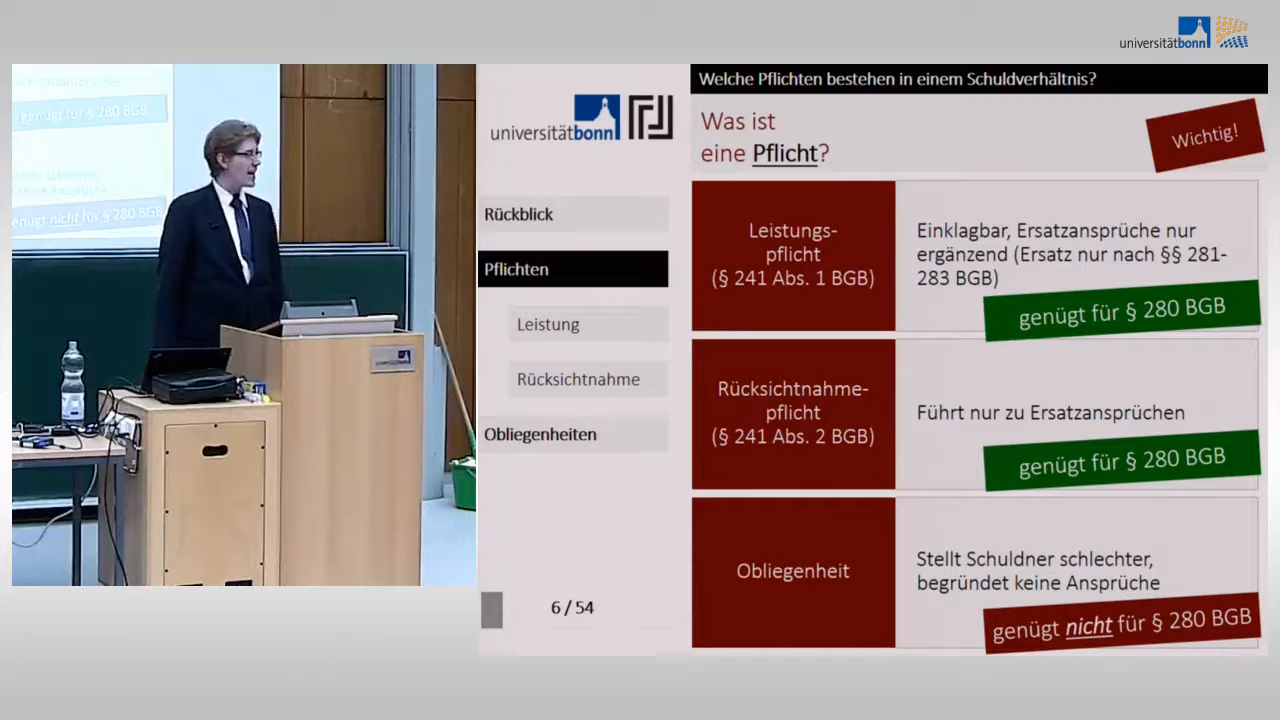 universitätbonn
genügt für § 280 BGB
genügt nicht für § 280 BGB
universitätbonn
Rückblick
Pflichten
Leistung
Rücksichtnahme
Obliegenheiten
6 / 54
Welche Pflichten bestehen in einem Schuldverhältnis?
Was ist
eine Pflicht?
Wichtig!
Leistungs-
pflicht
(§ 241 Abs. 1 BGB)
Einklagbar, Ersatzansprüche nur
ergänzend (Ersatz nur nach §§ 281-
283 BGB)
genügt für § 280 BGB
Rücksichtnahme-
pflicht
(§ 241 Abs. 2 BGB)
Führt nur zu Ersatzansprüchen
genügt für § 280 BGB
Obliegenheit
Stellt Schuldner schlechter,
begründet keine Ansprüche
genügt nicht für § 280 BGB